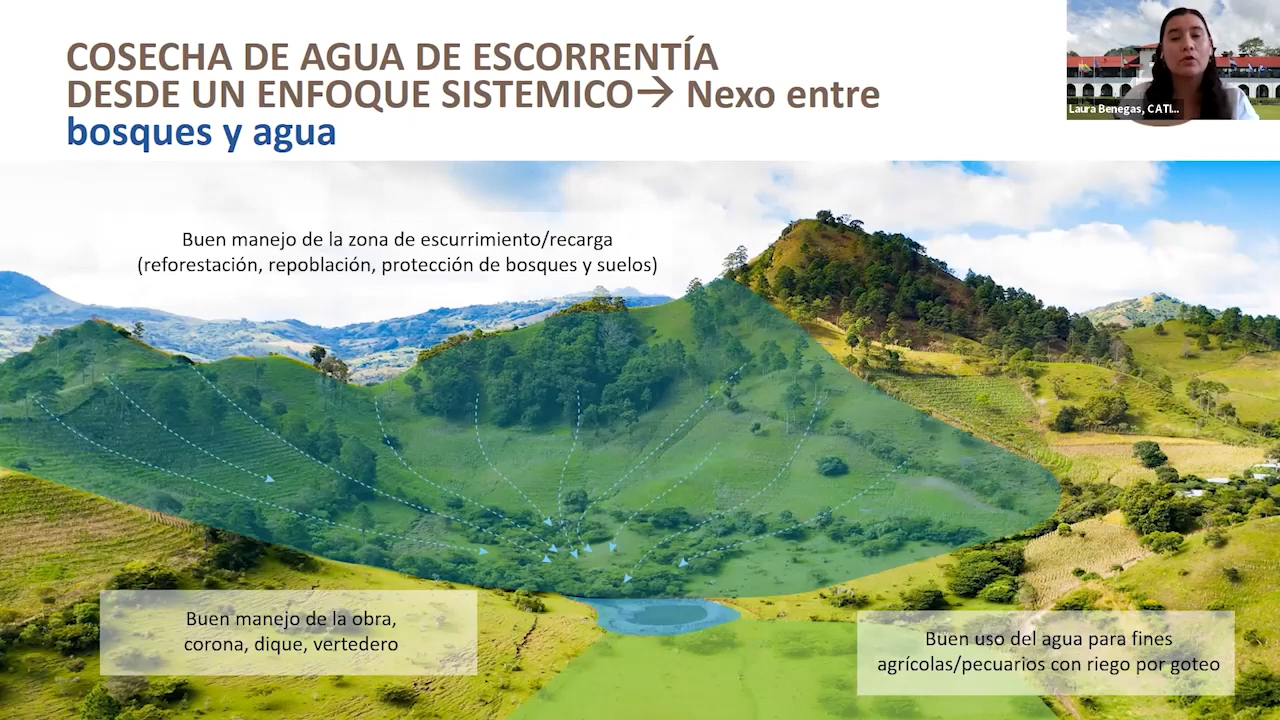 COSECHA DE AGUA DE ESCORRENTÍA
DESDE UN ENFOQUE SISTEMICO→ Nexo entre
bosques y agua
Laura Benegas, CATI...
Buen manejo de la zona de escurrimiento/recarga
(reforestación, repoblación, protección de bosques y suelos)
Buen manejo de la obra,
corona, dique, vertedero
Buen uso del agua para fines
agrícolas/pecuarios con riego por goteo